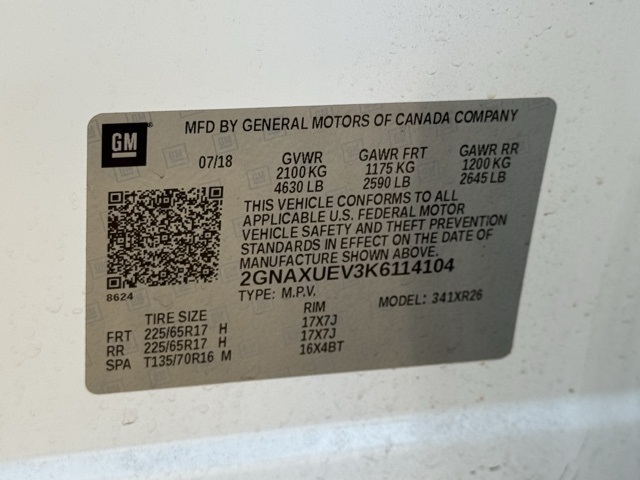 GM
MFD BY GENERAL MOTORS OF CANADA COMPANY
07/18 GVWR GAWR FRT GAWR RR
2100 KG 1175 KG 1200 KG
4630 LB 2590 LB 2645 LB
THIS VEHICLE CONFORMS TO ALL
APPLICABLE U.S. FEDERAL MOTOR
VEHICLE SAFETY AND THEFT PREVENTION
STANDARDS IN EFFECT ON THE DATE OF
MANUFACTURE SHOWN ABOVE.
2GNAXUEV3K6114104
8624
TYPE: M.P.V. MODEL: 341XR26
TIRE SIZE RIM
FRT 225/65R17 H 17X7J
RR 225/65R17 H 17X7J
SPA T135/70R16 M 16X4BT